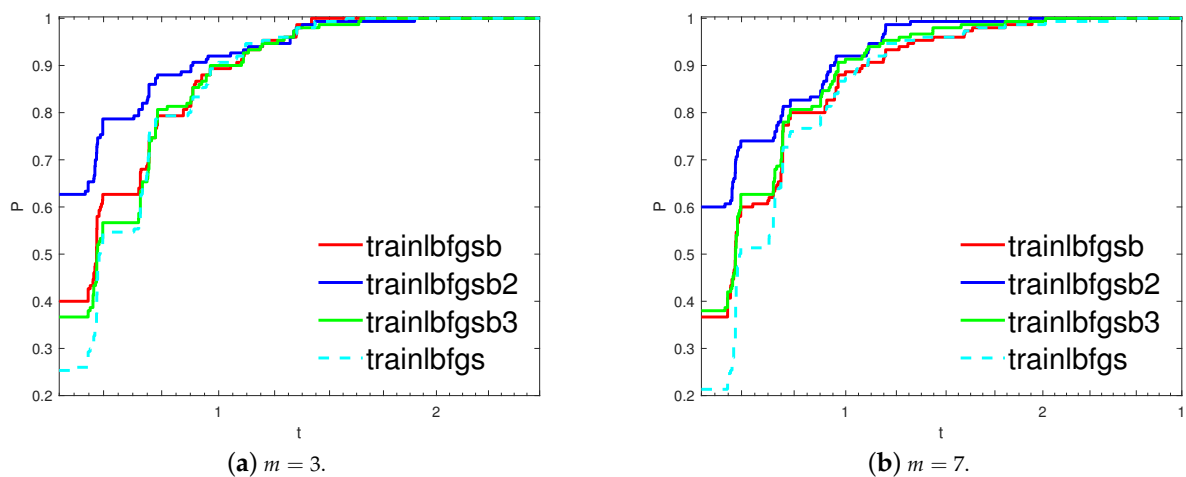 1
0.9
0.8
0.7
0.6
0.5
0.4
0.3
0.2
P
1
2
t
trainlbfgsb
trainlbfgsb2
trainlbfgsb3
trainlbfgs
(a) m = 3.
1
0.9
0.8
0.7
0.6
0.5
0.4
0.3
0.2
P
1
2
1
t
trainlbfgsb
trainlbfgsb2
trainlbfgsb3
trainlbfgs
(b) m = 7.